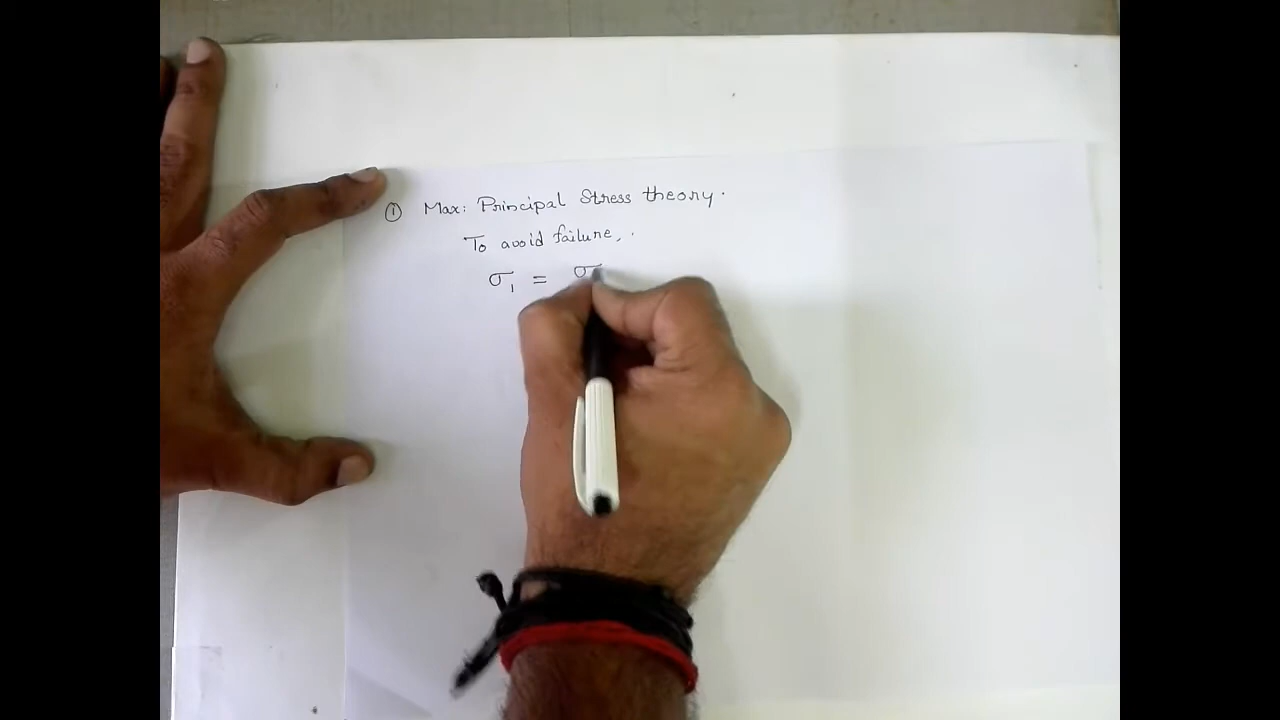 ① Max: Principal Stress theory.
To avoid failure,
σ₁ = σ